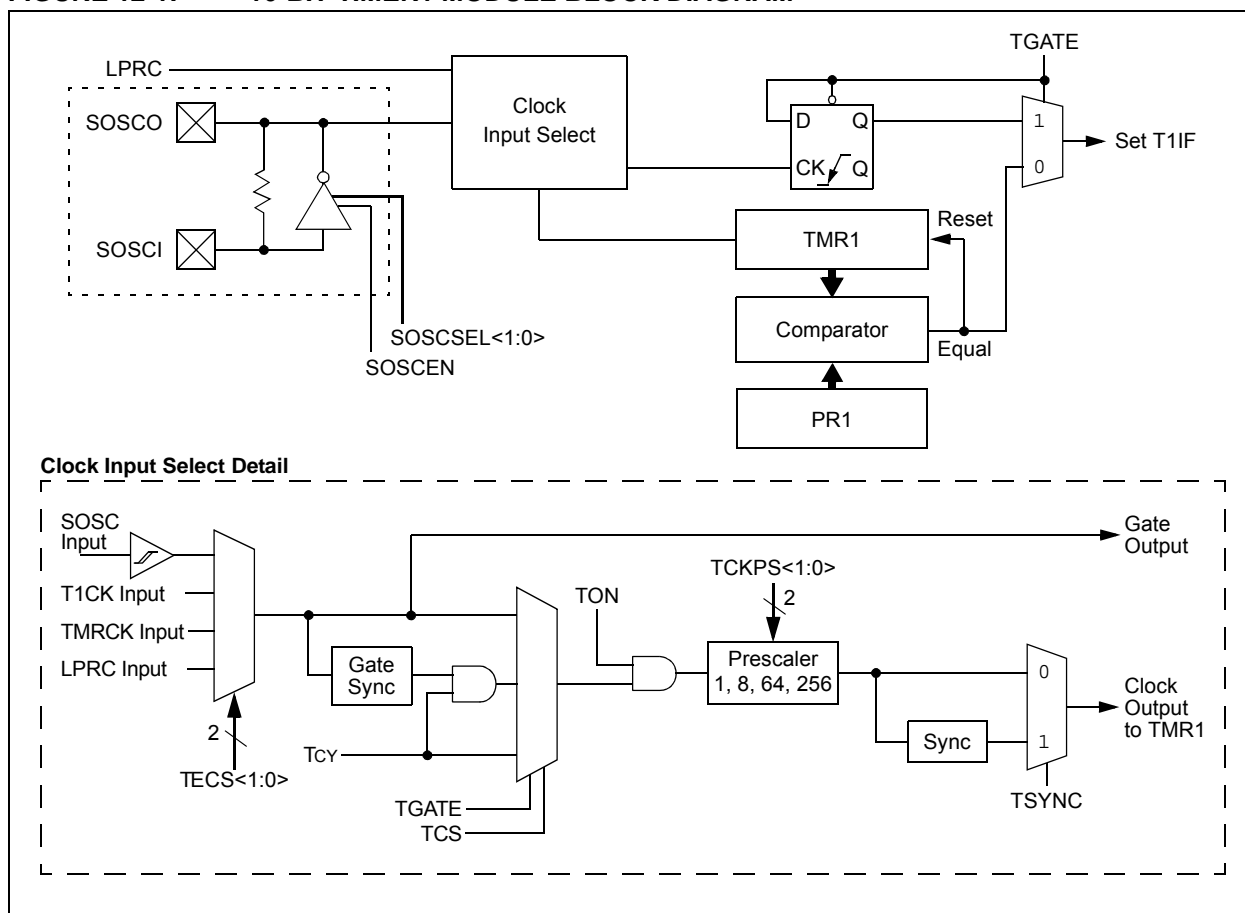 TGATE
LPRC
SOSCO
Clock
Input Select
D
Q
CK
Q
1
0
Set T1IF
SOSCI
TMR1
Reset
Comparator
Equal
SOSCSEL<1:0>
SOSCEN
PR1
Clock Input Select Detail
SOSC
Input
T1CK Input
TMRCK Input
LPRC Input
2
TECS<1:0>
Gate
Sync
TCY
TGATE
TCS
TON
TCKPS<1:0>
2
Prescaler
1, 8, 64, 256
Sync
0
1
TSYNC
Gate
Output
Clock
Output
to TMR1